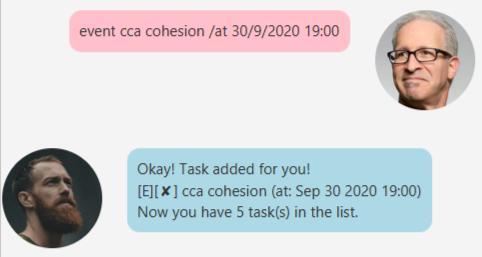 event cca cohesion /at 30/9/2020 19:00
Okay! Task added for you!
[E][✘] cca cohesion (at: Sep 30 2020 19:00)
Now you have 5 task(s) in the list.